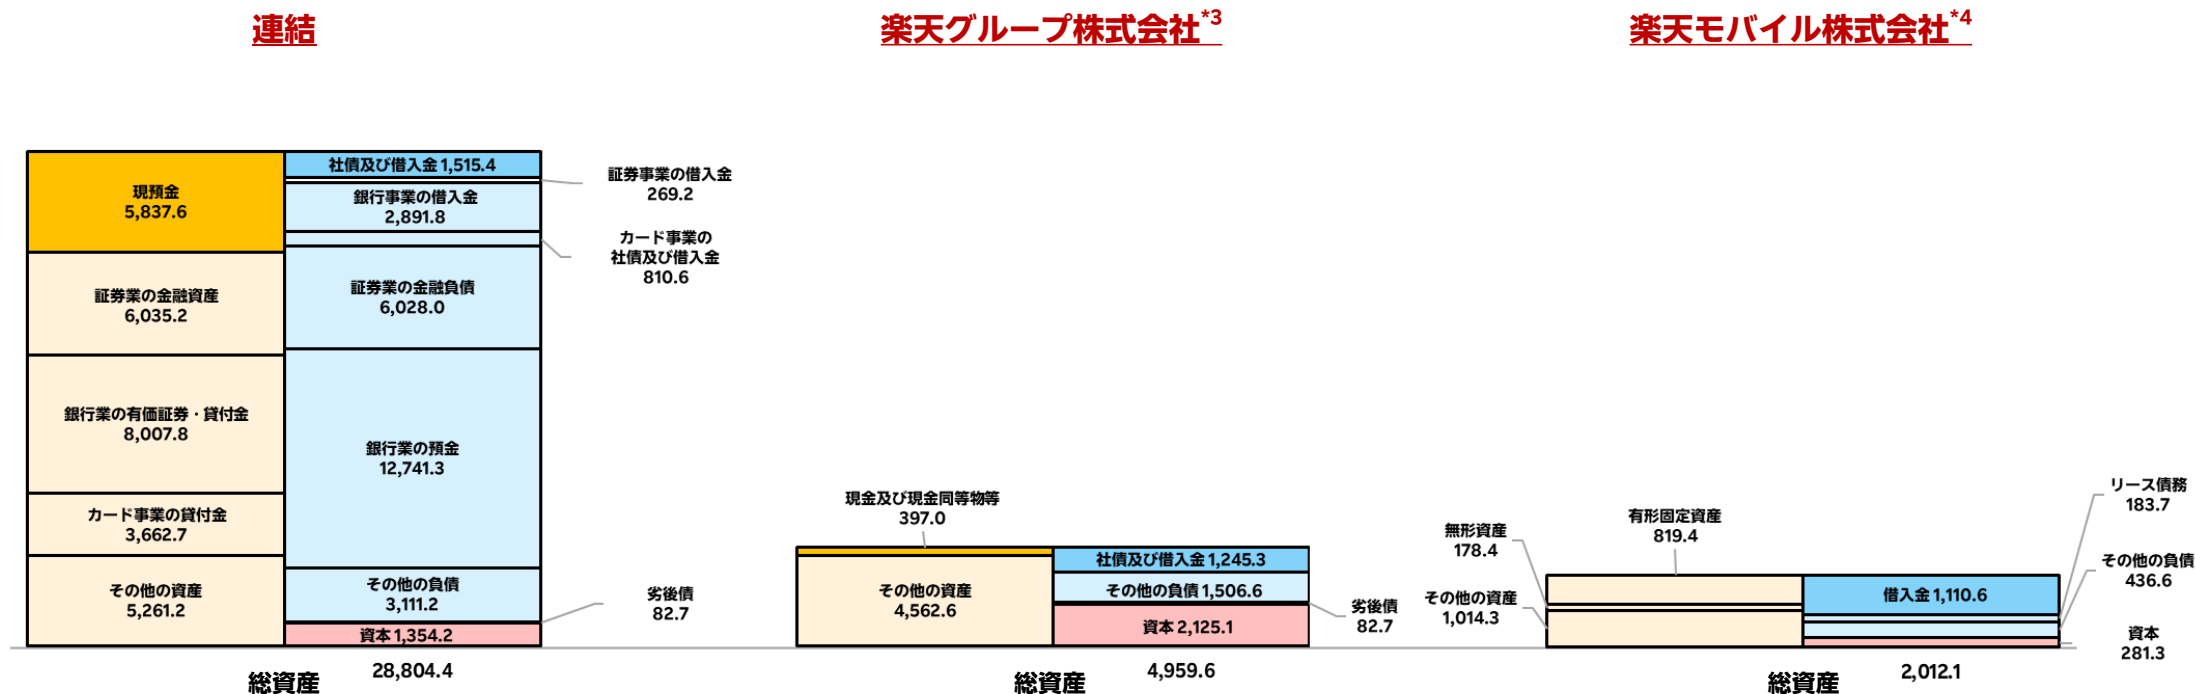 連結
現預金
5,837.6
証券業の金融資産
6,035.2
銀行業の有価証券・貸付金
8,007.8
カード事業の貸付金
3,662.7
その他の資産
5,261.2
社債及び借入金 1,515.4
証券事業の借入金
269.2
銀行事業の借入金
2,891.8
カード事業の
社債及び借入金
810.6
証券業の金融負債
6,028.0
銀行業の預金
12,741.3
その他の負債
3,111.2
劣後債
82.7
資本 1,354.2
総資産
28,804.4
楽天グループ株式会社*3
現金及び現金同等物等
397.0
その他の資産
4,562.6
社債及び借入金 1,245.3
その他の負債 1,506.6
劣後債
82.7
資本 2,125.1
総資産
4,959.6
楽天モバイル株式会社*4
有形固定資産
819.4
無形資産
178.4
その他の資産
1,014.3
借入金 1,110.6
リース債務
183.7
その他の負債
436.6
資本
281.3
総資産
2,012.1